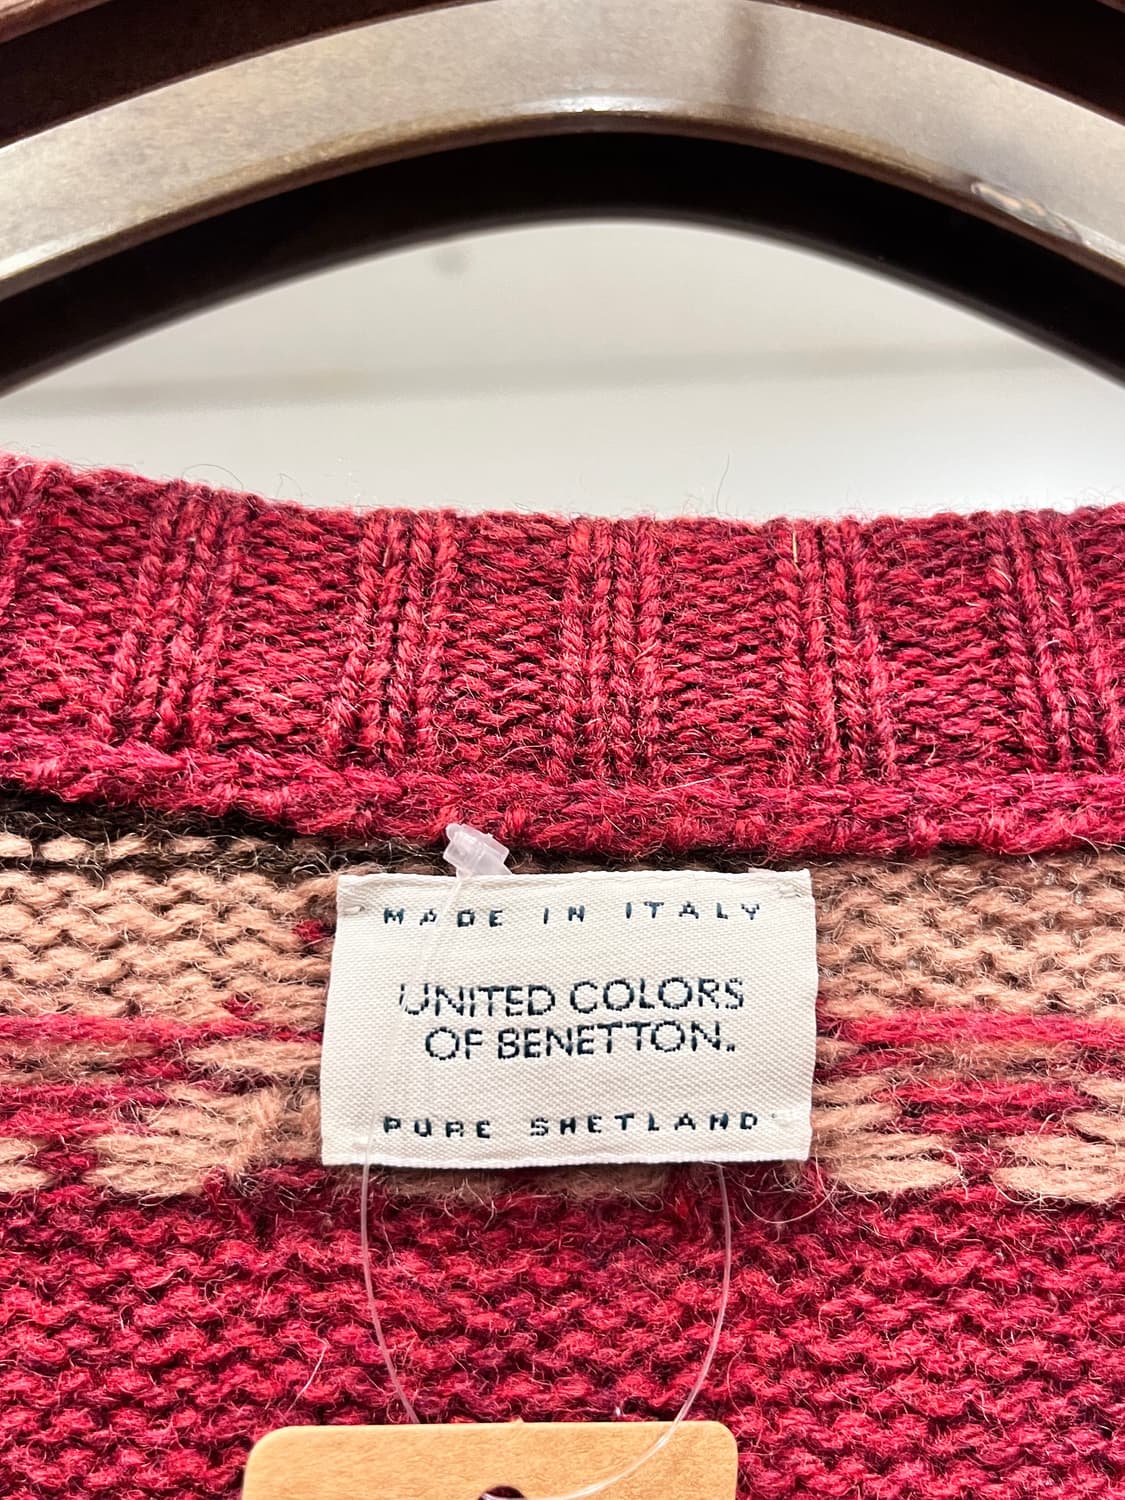 MADE IN ITALY
UNITED COLORS
OF BENETTON.
PURE SHETLAND